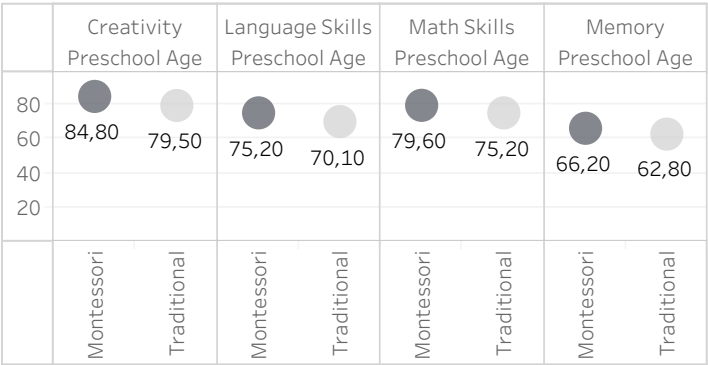 Creativity
Preschool Age
Language Skills
Preschool Age
Math Skills
Preschool Age
Memory
Preschool Age
80
60
40
20
84,80
79,50
75,20
70,10
79,60
75,20
66,20
62,80
Montessori
Traditional
Montessori
Traditional
Montessori
Traditional
Montessori
Traditional